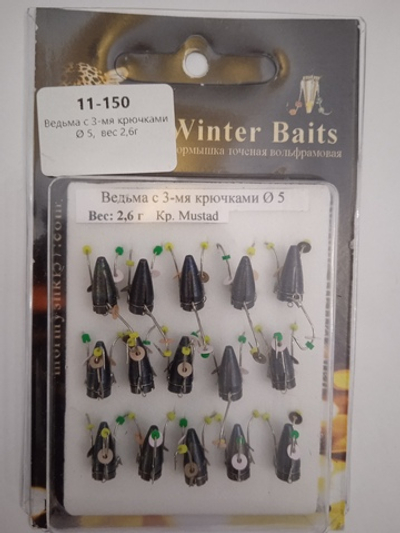 11-150
Ведьма с 3-мя крючками
Ø 5, вес 2,6г
Winter Baits
ормышка точеная вольфрамовая
Ведьма с 3-мя крючками Ø 5
Вес: 2,6 г Кр. Mustad